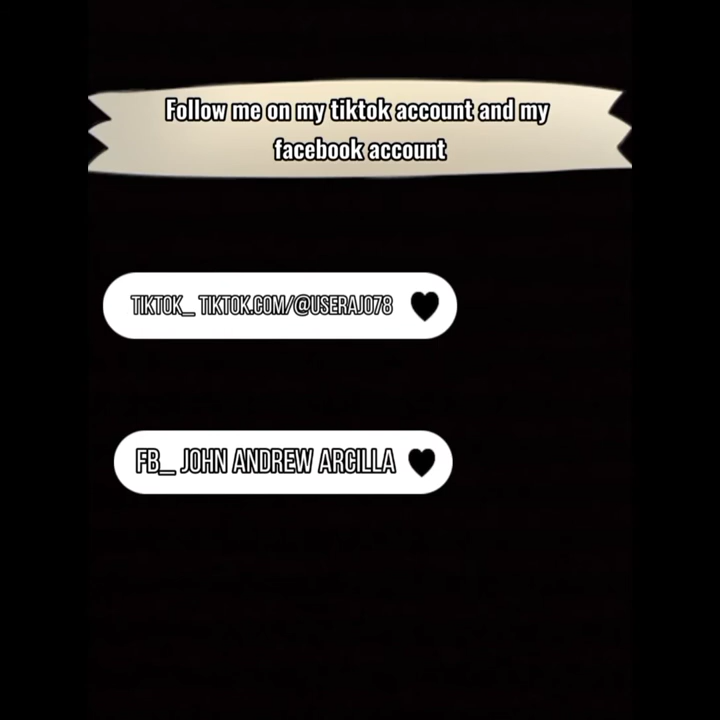 Follow me on my tiktok account and my
facebook account
TIKTOK_ TIKTOK.COM/@USERAJ078
FB_ JOHN ANDREW ARCILLA